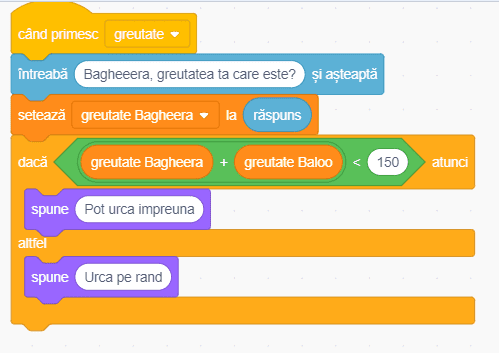 când primesc greutate
întreabă Bagheeera, greutatea ta care este? și așteaptă
setează greutate Bagheera la răspuns
dacă greutate Bagheera + greutate Baloo < 150 atunci
spune Pot urca impreuna
altfel
spune Urca pe rand